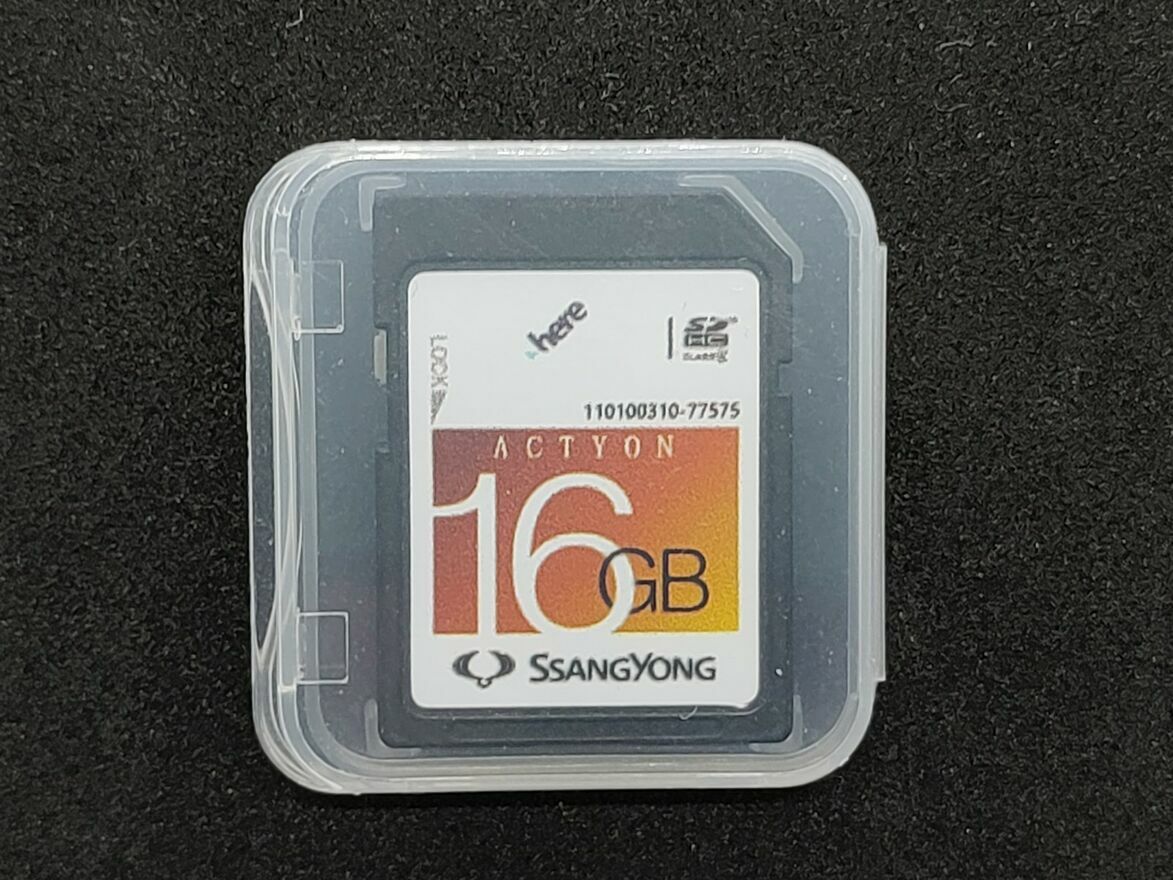 here
SD
HC
LOCK
110100310-77575
ACTYON
16GB
SSANGYONG